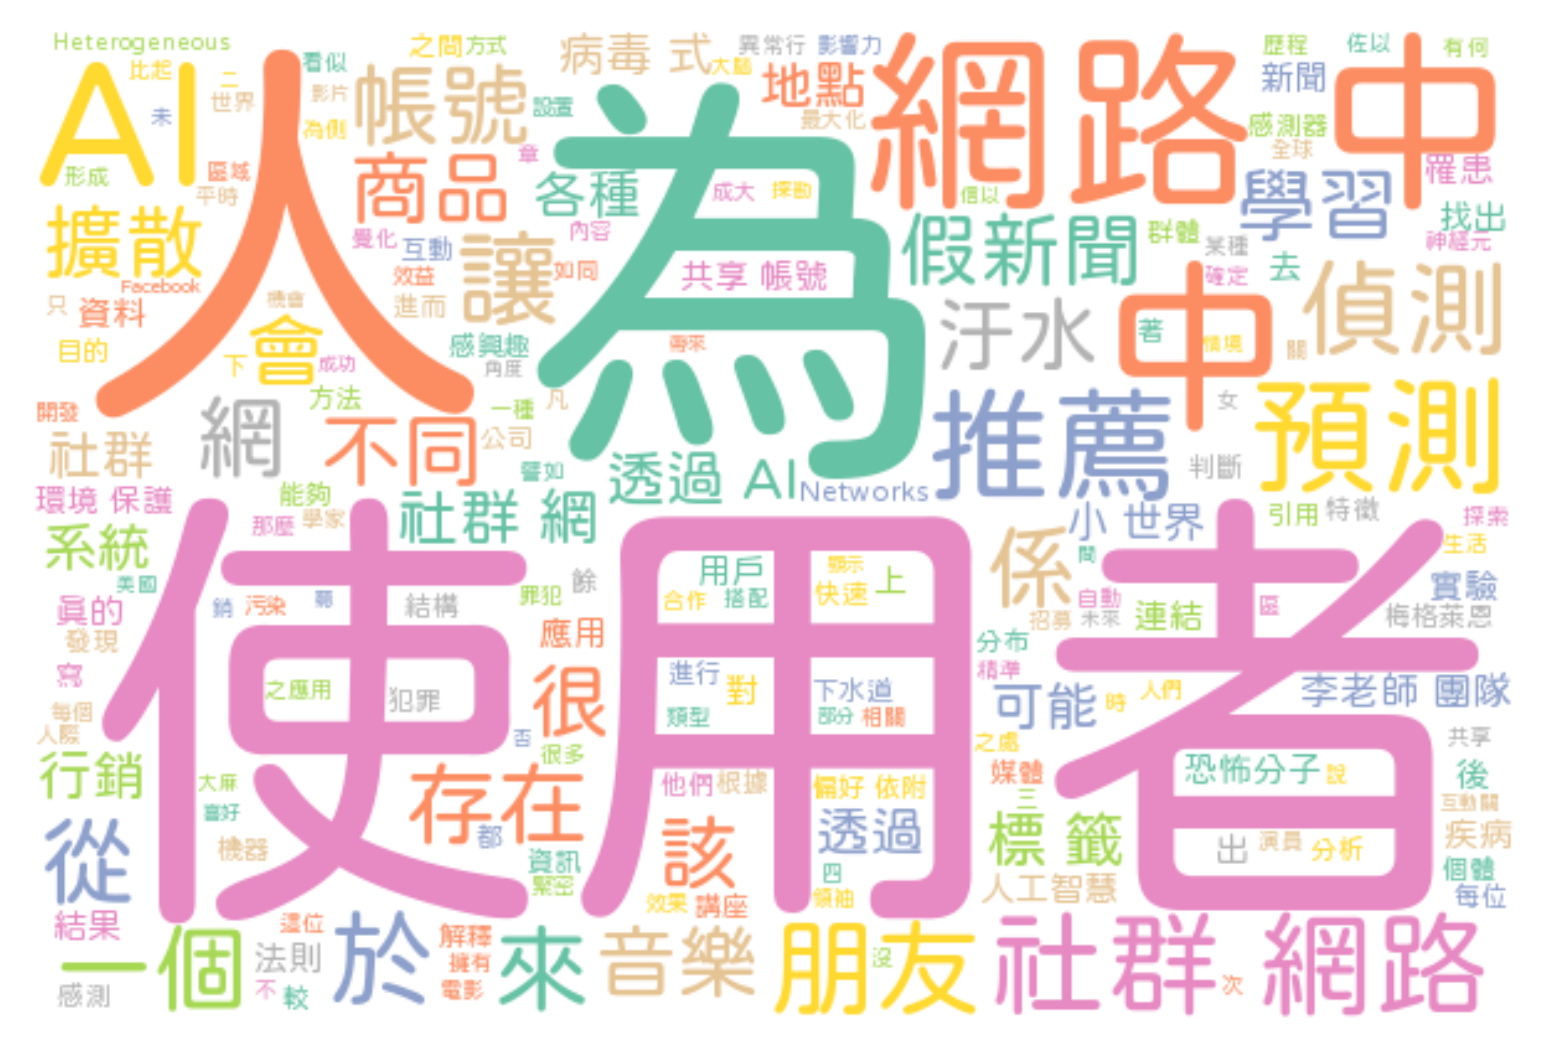 Heterogeneous
比起
二
世界
未
AI
形成
區域
平時
人
看似
影片
為側
帳號
之間 方式
病毒 式
大腦
設置
異常行
影響力
地點
最大化
網路 中
歷程
新聞
佐以
有何
感測器
全球
罹患
擴散
Facebook
只
資料
目的
商品
章
各種
覺化
互動
內容
效益
讓
如同
進而
為
成大
探勘
信以
共享 帳號
假新聞
群體
某種
學習
找出
神經元
確定
去
偵測
機會
會
下
成功
感興趣
角度
帶來
汙水
中
著
情境
關
開發
社群
網
方法
不同
一種
凡
公司
譬如
透過 AI
Networks
推薦
女
判斷
預測
環境 保護
系統
能夠
那麼
學家
社群 網
小 世界
引用
特徵
探索
生活
美國
真的
發現
寫
每個
人際
使用者
銷
污染
聽
結構
罪犯
餘
應用
用戶
合作
搭配
顯示
快速
上
係
間
自動
招募
未來
連結
區
實驗
梅格萊恩
之應用
犯罪
很
否
很多
進行
對
類型
下水道
部分
相關
分布
精準
可能
時
人們
李老師 團隊
之處
共享
行銷
大麻
喜好
存在
他們
根據
偏好 依附
媒體
三
恐怖分子
說
後
互動關
從
機器
都
資訊
緊密
該
透過
四
領袖
標 籤
人工智慧
出
演員
分析
疾病
個體
每位
結果
感測
一個
法則
不
較
這位
於
解釋
擁有
電影
來
效果
講座
音樂
朋友
沒
社群 網路
次